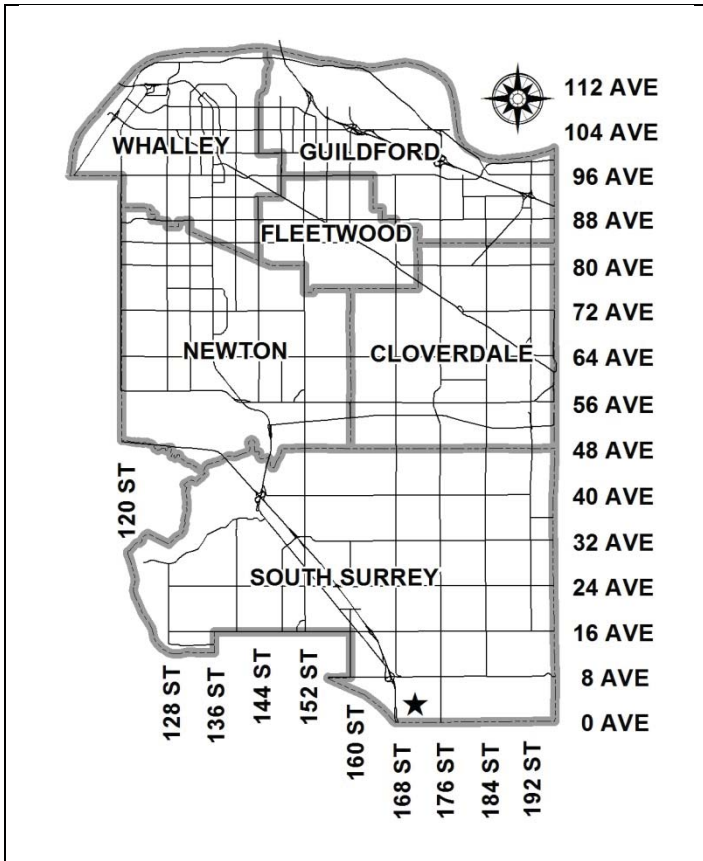 112 AVE
104 AVE
WHALLEY
GUILDFORD
96 AVE
88 AVE
FLEETWOOD
80 AVE
72 AVE
NEWTON
CLOVERDALE
64 AVE
56 AVE
48 AVE
120 ST
40 AVE
32 AVE
SOUTH SURREY
24 AVE
16 AVE
8 AVE
0 AVE
128 ST
136 ST
144 ST
152 ST
160 ST
168 ST
176 ST
184 ST
192 ST